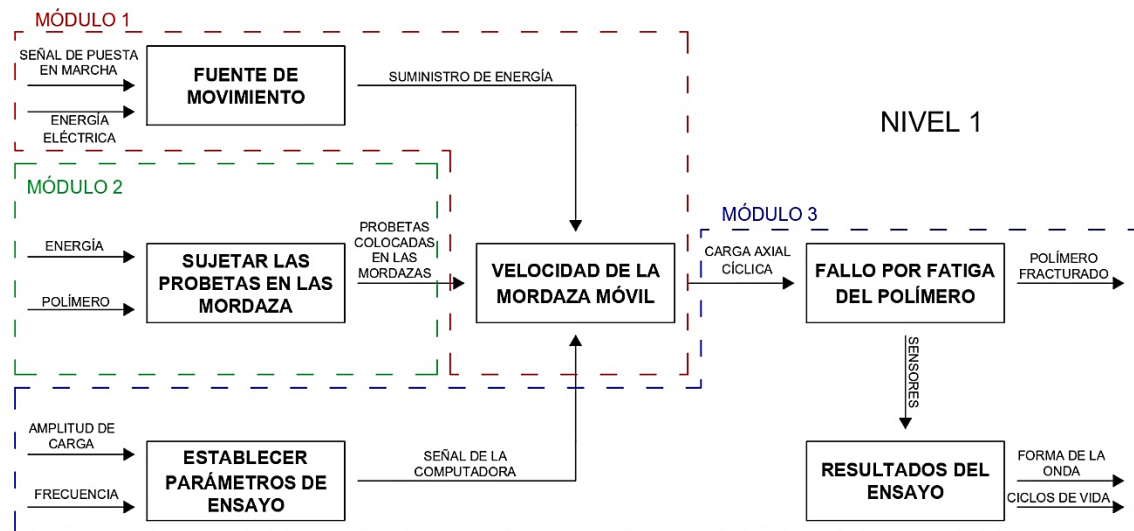 MÓDULO 1
SEÑAL DE PUESTA
EN MARCHA
ENERGÍA
ELÉCTRICA
FUENTE DE
MOVIMIENTO
SUMINISTRO DE ENERGÍA
NIVEL 1
MÓDULO 2
ENERGÍA
POLÍMERO
SUJETAR LAS
PROBETAS EN LAS
MORDAZA
PROBETAS
COLOCADAS
EN LAS
MORDAZAS
VELOCIDAD DE LA
MORDAZA MÓVIL
MÓDULO 3
CARGA AXIAL
CÍCLICA
FALLO POR FATIGA
DEL POLÍMERO
POLÍMERO
FRACTURADO
SENSORES
AMPLITUD DE
CARGA
FRECUENCIA
ESTABLECER
PARÁMETROS DE
ENSAYO
SEÑAL DE LA
COMPUTADORA
RESULTADOS DEL
ENSAYO
FORMA DE LA
ONDA
CICLOS DE VIDA